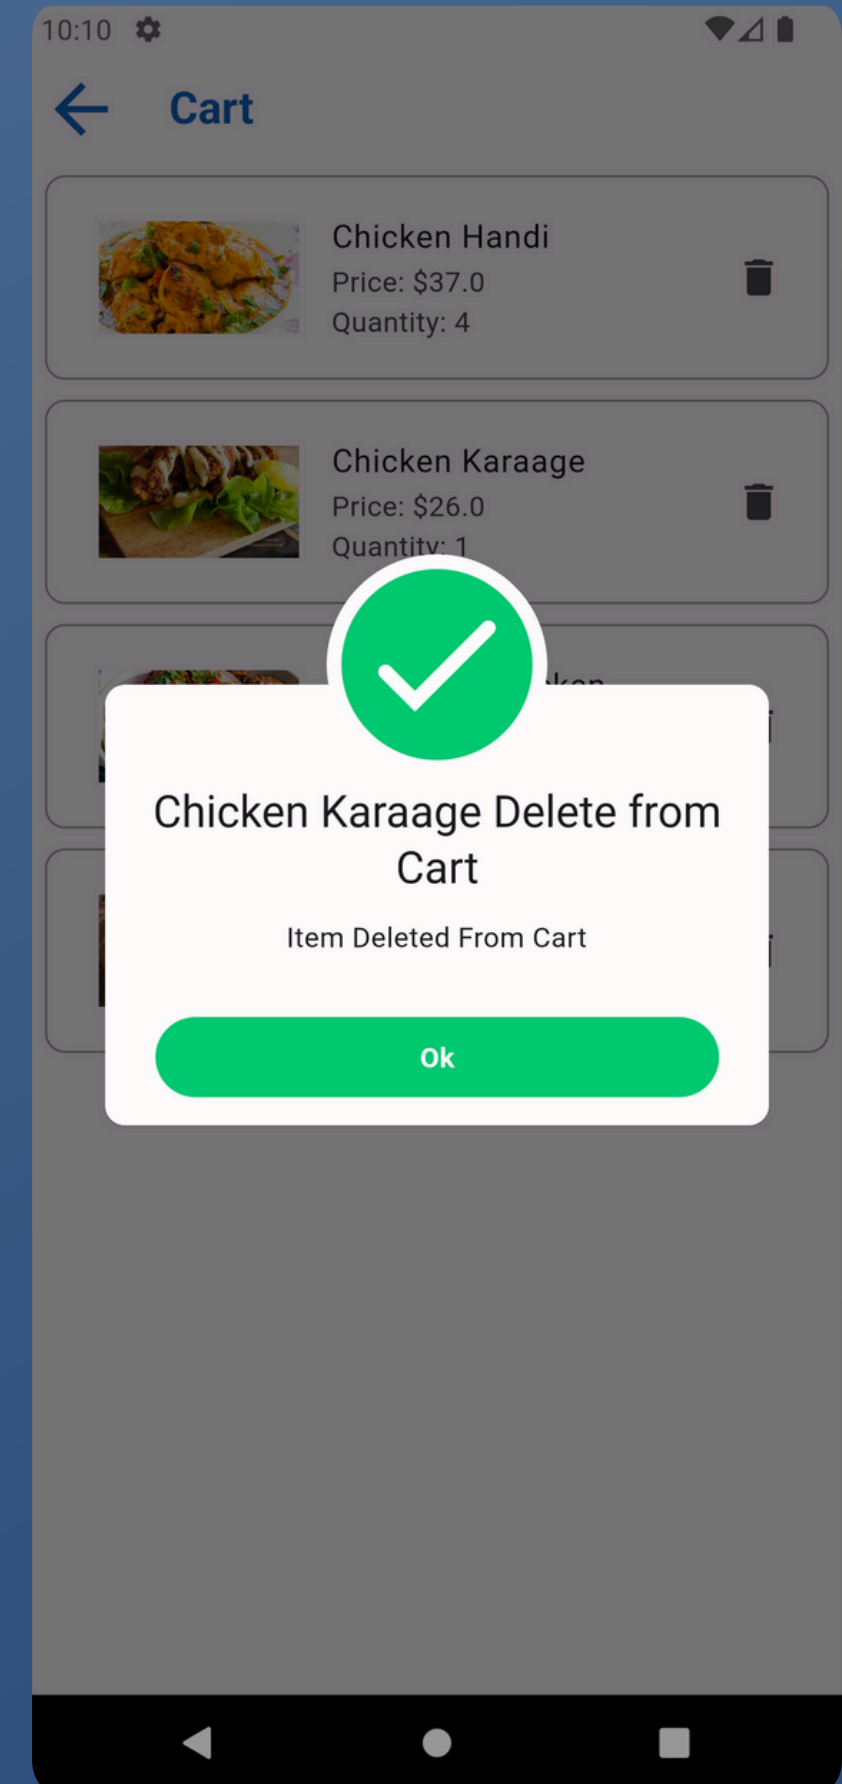 10:10
Cart
Chicken Handi
Price: $37.0
Quantity: 4
Chicken Karaage
Price: $26.0
Quantity: 1
Chicken Karaage Delete from
Cart
Item Deleted From Cart
Ok